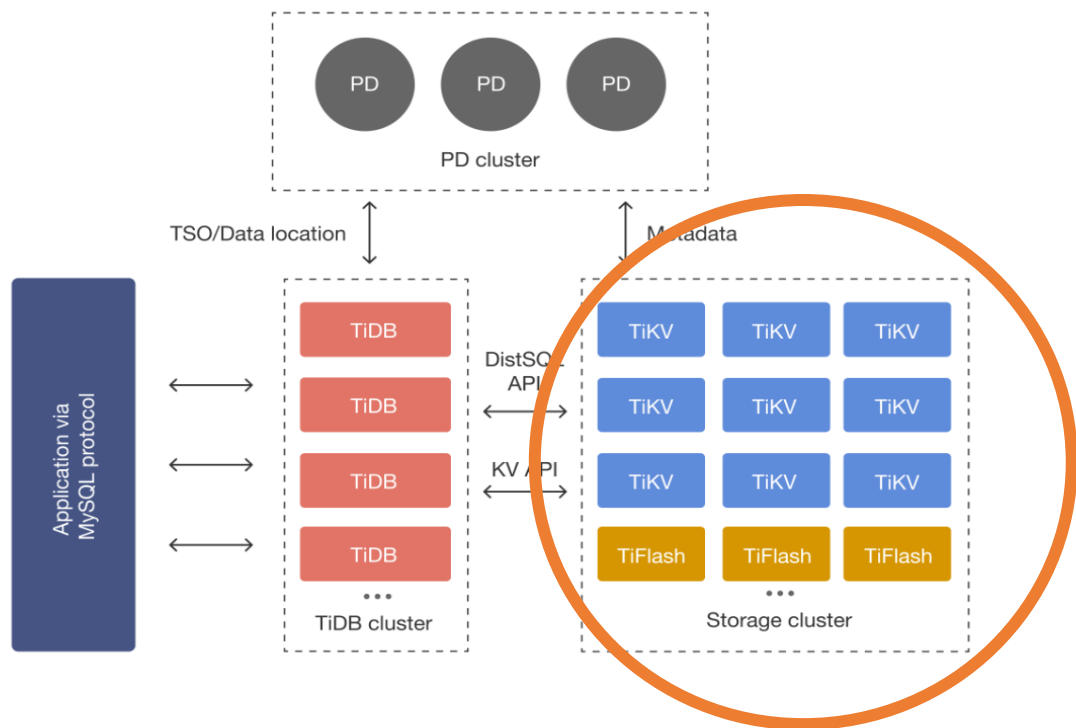 PD
PD
PD
PD cluster
TSO/Data location
Metadata
Application via
MySQL protocol
TiDB
TiDB
TiDB
TiDB
•••
TiDB cluster
DistSQL
API
KV API
TiKV
TiKV
TiKV
TiKV
TiKV
TiKV
TiKV
TiKV
TiKV
TiFlash
TiFlash
TiFlash
•••
Storage cluster